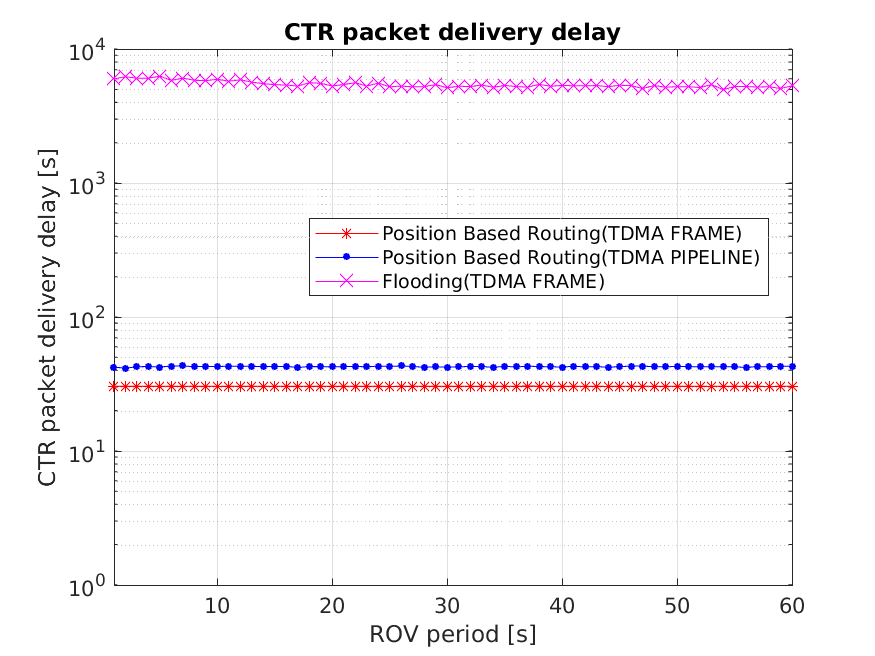 CTR packet delivery delay
CTR packet delivery delay [s]
10^4
10^3
10^2
10^1
10^0
Position Based Routing(TDMA FRAME)
Position Based Routing(TDMA PIPELINE)
Flooding(TDMA FRAME)
10 20 30 40 50 60
ROV period [s]